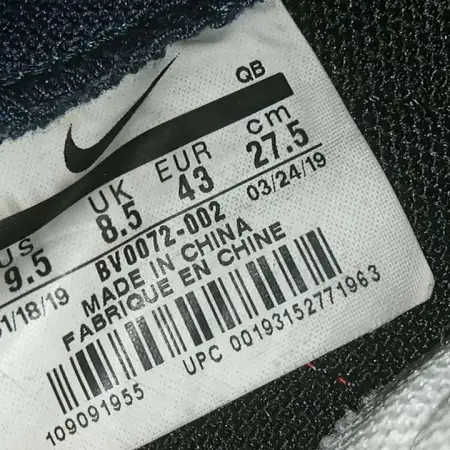 QB
US UK EUR cm
9.5 8.5 43 27.5
01/18/19 BV0072-002 03/24/19
MADE IN CHINA
FABRIQUE EN CHINE
109091955 UPC 00193152771963